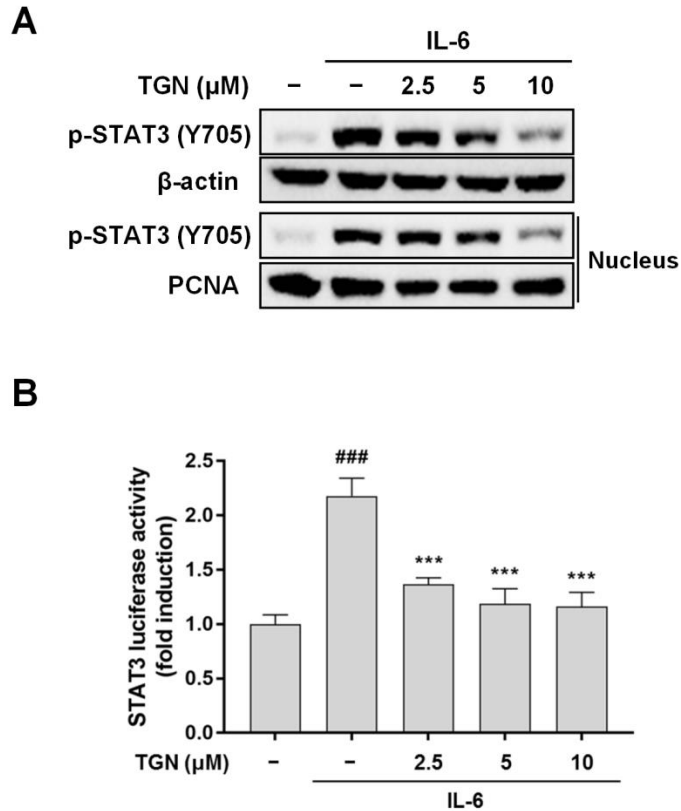 A
IL-6
TGN (μM) – – 2.5 5 10
p-STAT3 (Y705)
β-actin
p-STAT3 (Y705)
Nucleus
PCNA
B
STAT3 luciferase activity
(fold induction)
2.5
2.0
1.5
1.0
0.5
0.0
###
***
***
***
TGN (μM) – – 2.5 5 10
IL-6